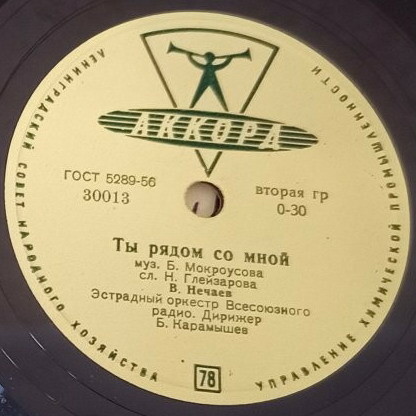 АККОРД
ГОСТ 5289-56
30013
вторая гр
0-30
Ты рядом со мной
муз. Б. Мокроусова
сл. Н. Глейзарова
В. Нечаев
Эстрадный оркестр Всесоюзного
радио. Дирижер
Б. Карамышев
78
ЛЕНИНГРАДСКИЙ СОВЕТ НАРОДНОГО ХОЗЯЙСТВА
УПРАВЛЕНИЕ ХИМИЧЕСКОЙ ПРОМЫШЛЕННОСТИ